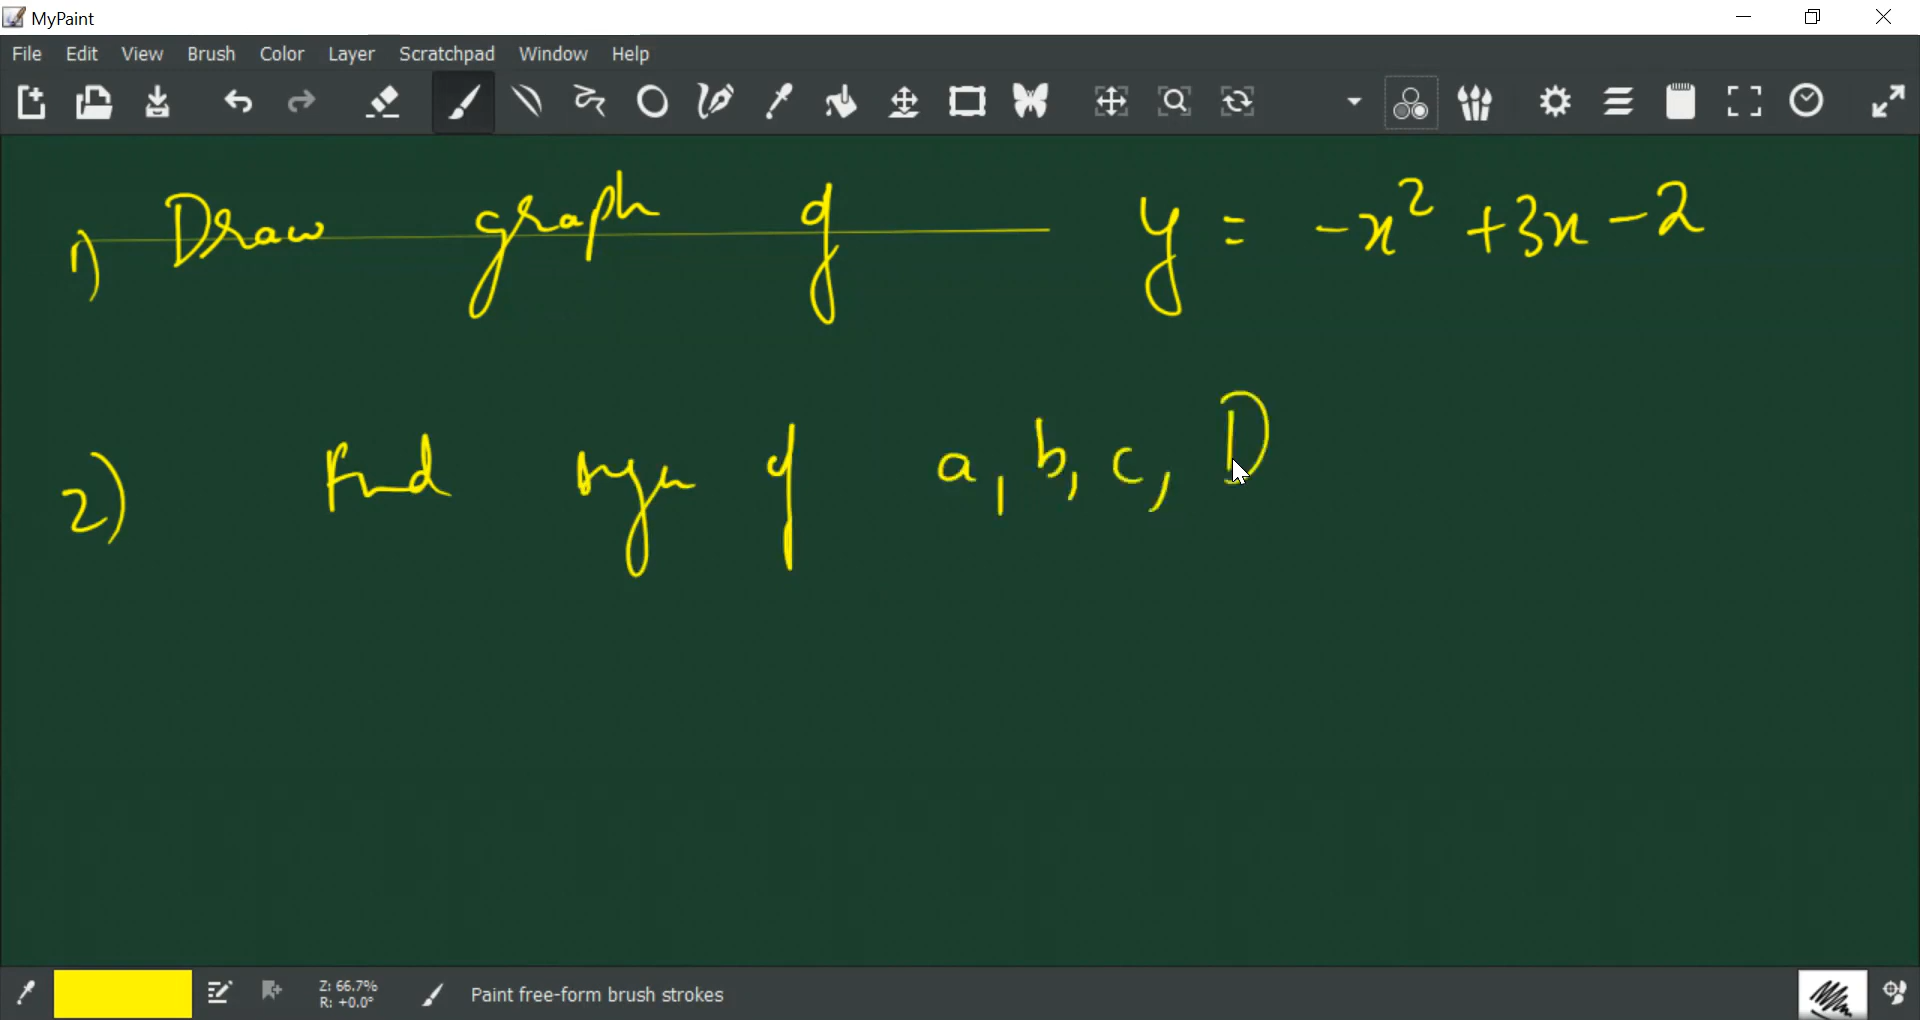 MyPaint
File Edit View Brush Color Layer Scratchpad Window Help
1) Draw graph of y = -x² +3x -2
2) Find sign of a, b, c, D
Z: 66.7%
R: +0.0°
Paint free-form brush strokes